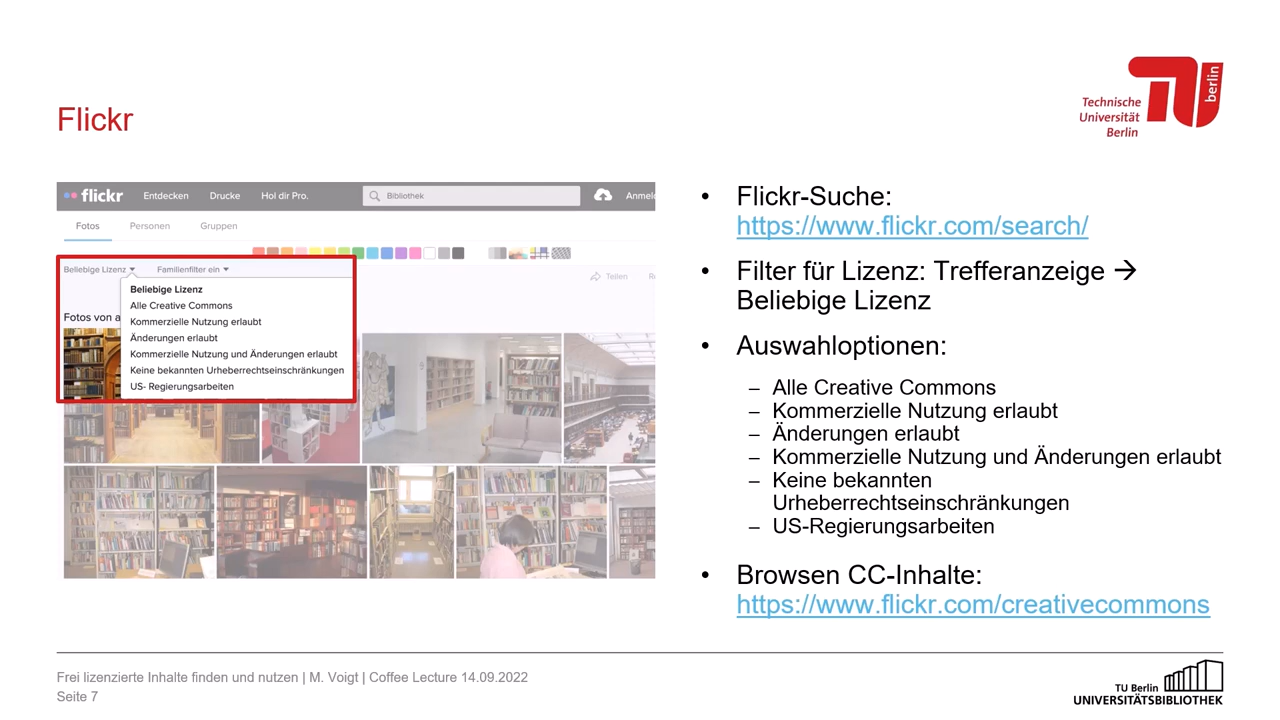 Technische
Universität
Berlin
berlin
Flickr
flickr Entdecken Drucke Hol dir Pro. Bibliothek
Fotos Personen Gruppen
Beliebige Lizenz Familienfilter ein
Teilen
Beliebige Lizenz
Alle Creative Commons
Fotos von a
Kommerzielle Nutzung erlaubt
Änderungen erlaubt
Kommerzielle Nutzung und Änderungen erlaubt
Keine bekannten Urheberrechtseinschränkungen
US- Regierungsarbeiten
• Flickr-Suche:
https://www.flickr.com/search/
• Filter für Lizenz: Trefferanzeige →
Beliebige Lizenz
• Auswahloptionen:
– Alle Creative Commons
– Kommerzielle Nutzung erlaubt
– Änderungen erlaubt
– Kommerzielle Nutzung und Änderungen erlaubt
– Keine bekannten
Urheberrechtseinschränkungen
– US-Regierungsarbeiten
• Browsen CC-Inhalte:
https://www.flickr.com/creativecommons
Frei lizenzierte Inhalte finden und nutzen | M. Voigt | Coffee Lecture 14.09.2022
Seite 7
TU Berlin
UNIVERSITÄTSBIBLIOTHEK